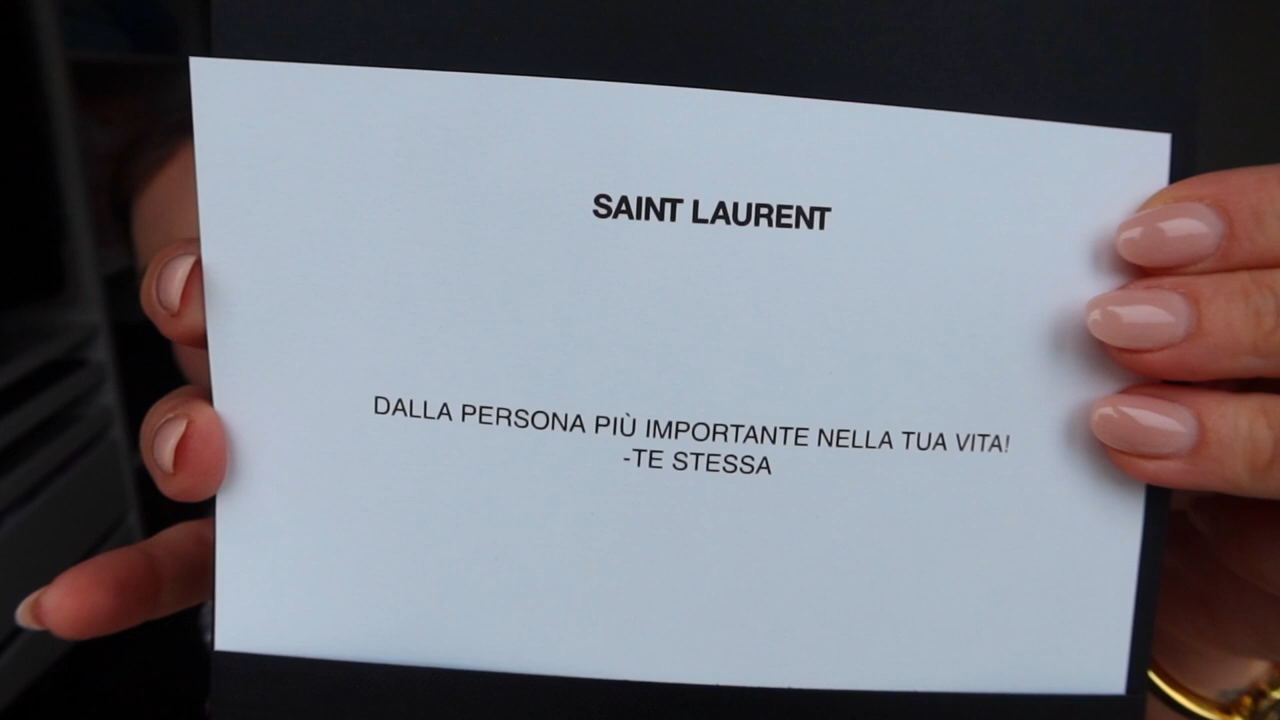 SAINT LAURENT
DALLA PERSONA PIÙ IMPORTANTE NELLA TUA VITA!
-TE STESSA